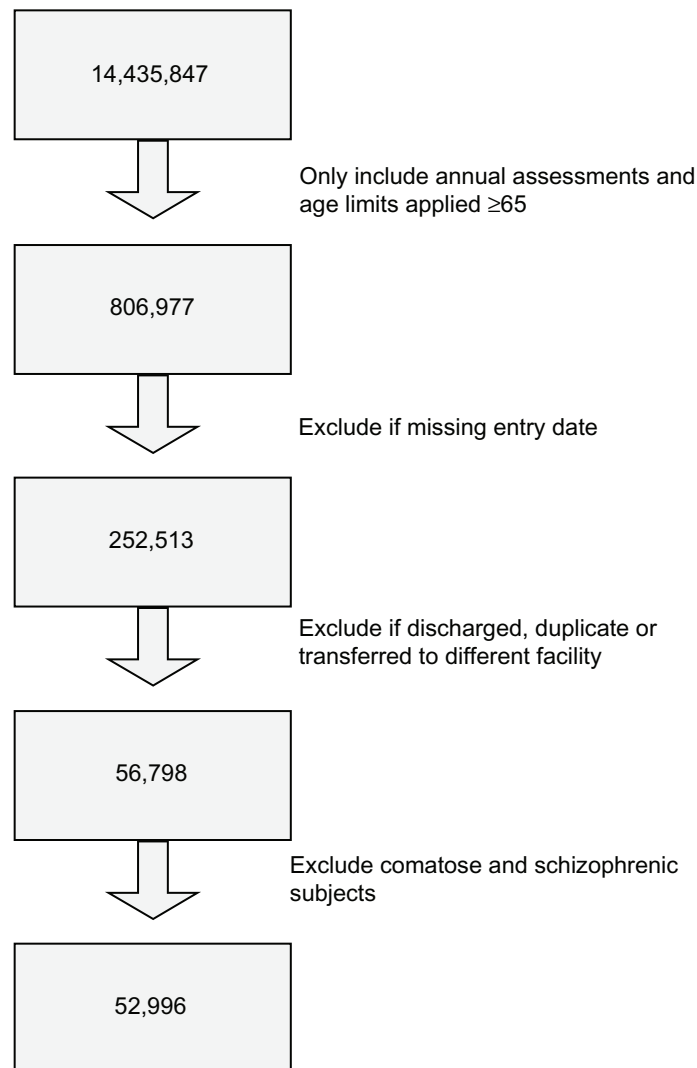 14,435,847
Only include annual assessments and
age limits applied ≥65
806,977
Exclude if missing entry date
252,513
Exclude if discharged, duplicate or
transferred to different facility
56,798
Exclude comatose and schizophrenic
subjects
52,996